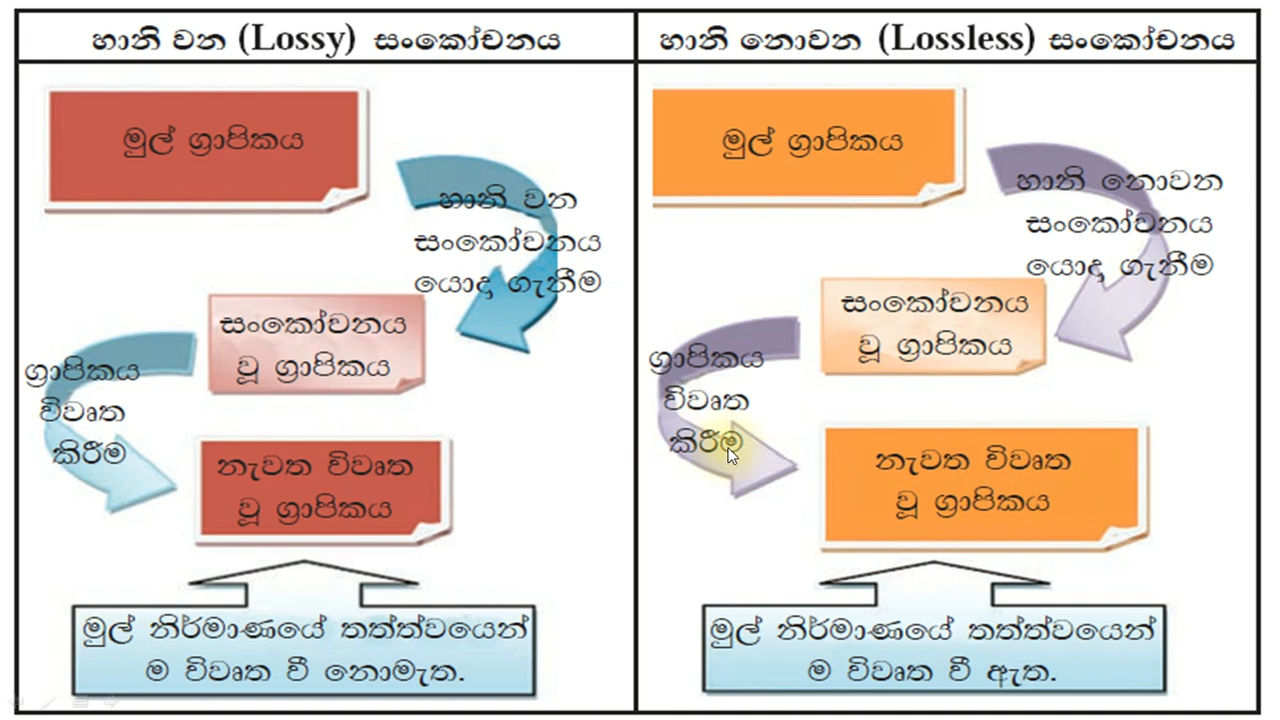 හානි වන (Lossy) සංකෝචනය
මුල් ග්‍රාපිකය
හානි වන
සංකෝචනය
යොදා ගැනීම
සංකෝචනය
වූ ග්‍රාපිකය
ග්‍රාපිකය
විවෘත
කිරීම
නැවත විවෘත
වූ ග්‍රාපිකය
මුල් නිර්මාණයේ තත්ත්වයෙන්
ම විවෘත වී නොමැත.
හානි නොවන (Lossless) සංකෝචනය
මුල් ග්‍රාපිකය
හානි නොවන
සංකෝචනය
යොදා ගැනීම
සංකෝචනය
වූ ග්‍රාපිකය
ග්‍රාපිකය
විවෘත
කිරීම
නැවත විවෘත
වූ ග්‍රාපිකය
මුල් නිර්මාණයේ තත්ත්වයෙන්
ම විවෘත වී ඇත.